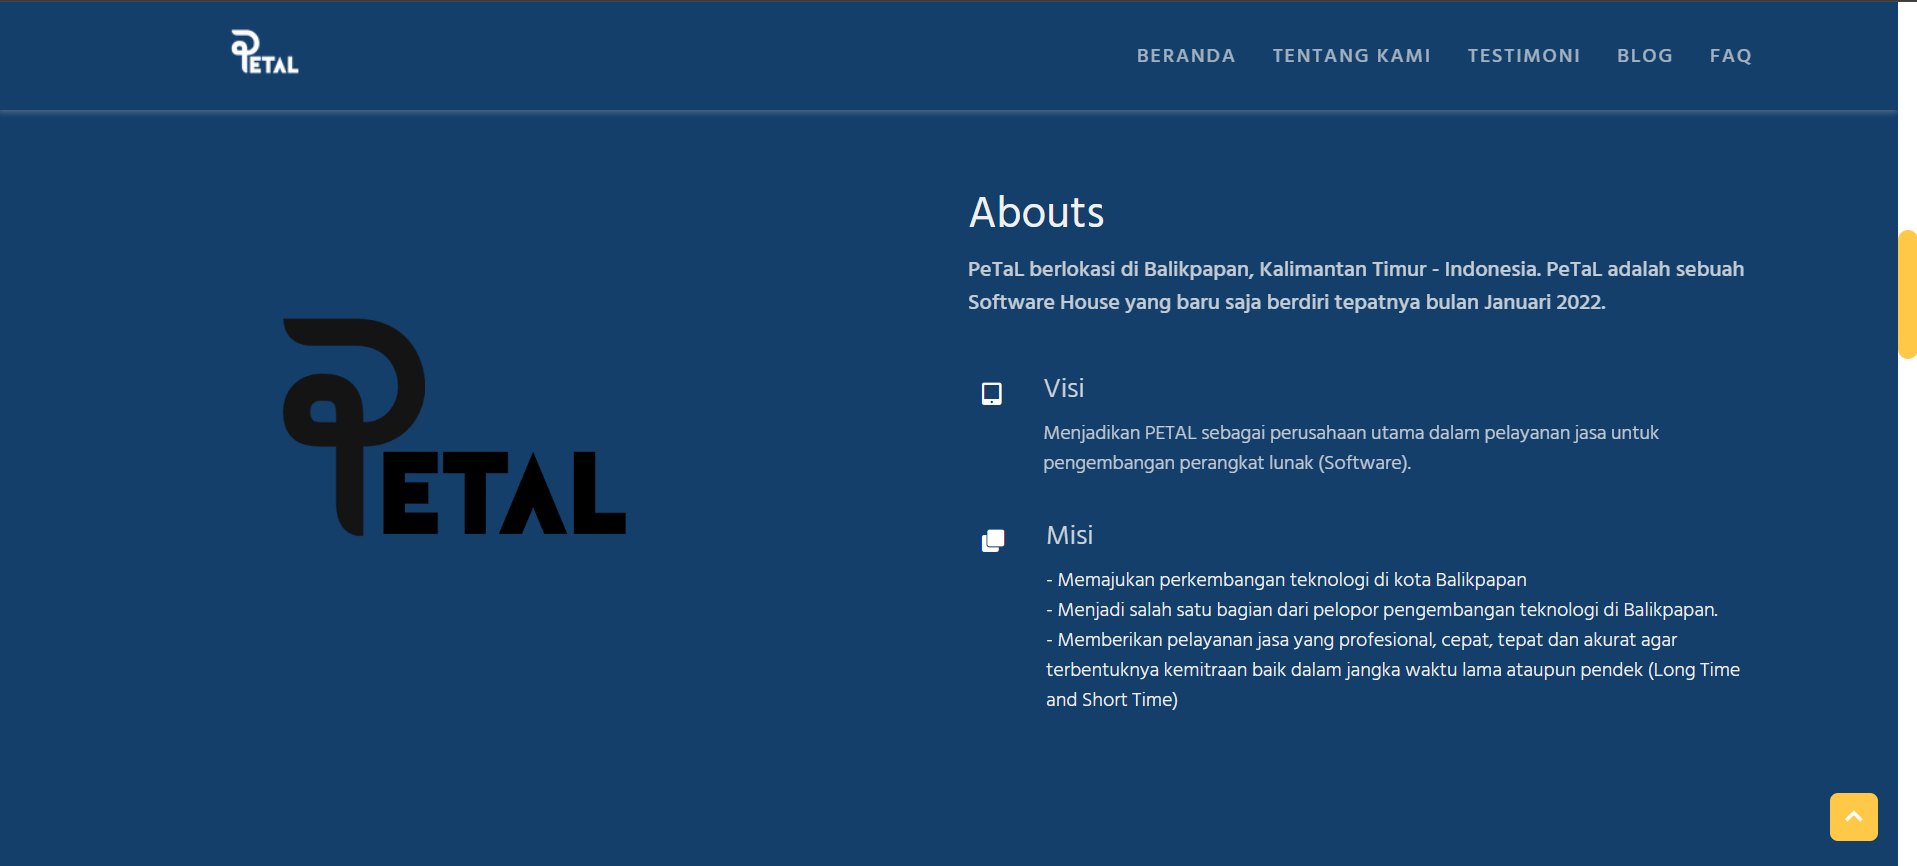 PETAL
BERANDA TENTANG KAMI TESTIMONI BLOG FAQ
PETAL
Abouts
PeTaL berlokasi di Balikpapan, Kalimantan Timur - Indonesia. PeTaL adalah sebuah
Software House yang baru saja berdiri tepatnya bulan Januari 2022.
Visi
Menjadikan PETAL sebagai perusahaan utama dalam pelayanan jasa untuk
pengembangan perangkat lunak (Software).
Misi
- Memajukan perkembangan teknologi di kota Balikpapan
- Menjadi salah satu bagian dari pelopor pengembangan teknologi di Balikpapan.
- Memberikan pelayanan jasa yang profesional, cepat, tepat dan akurat agar
terbentuknya kemitraan baik dalam jangka waktu lama ataupun pendek (Long Time
and Short Time)